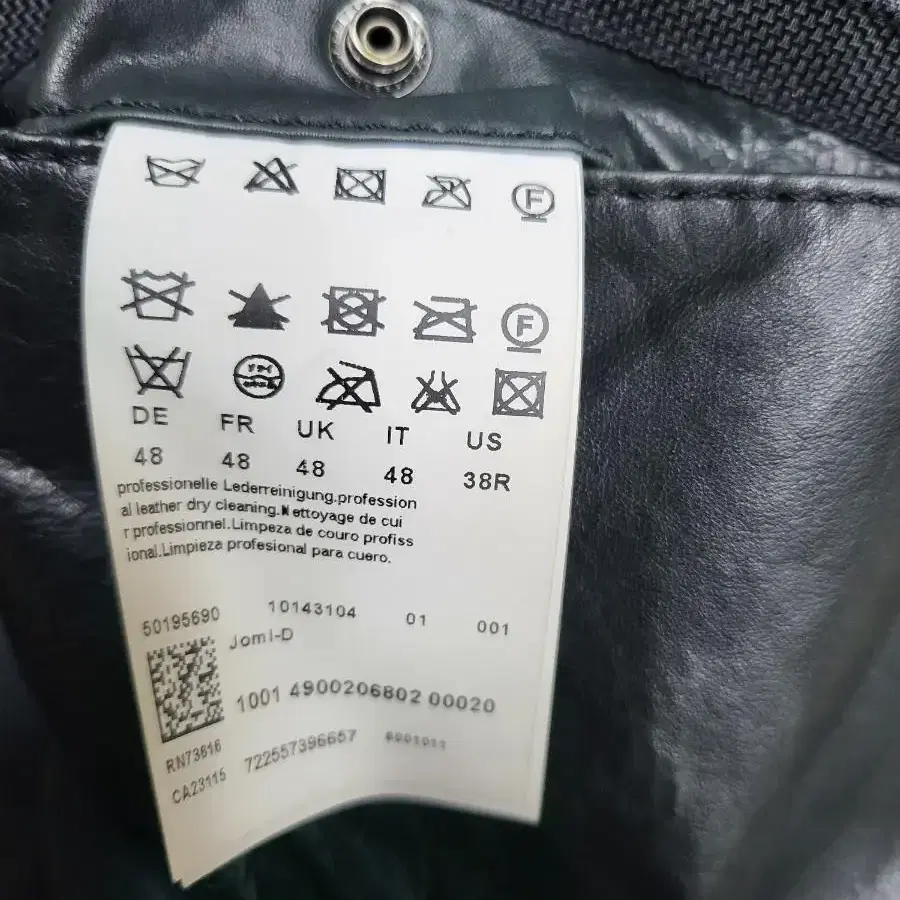 F
F
DE FR UK IT US
48 48 48 48 38R
professionelle Lederreinigung.profession
al leather dry cleaning.Nettoyage de cui
r professionnel.Limpeza de couro profiss
ional.Limpieza profesional para cuero.
50195690 10143104 01 001
Jomi-D
1001 4900206802 00020
RN73616 722557396657
CA23115